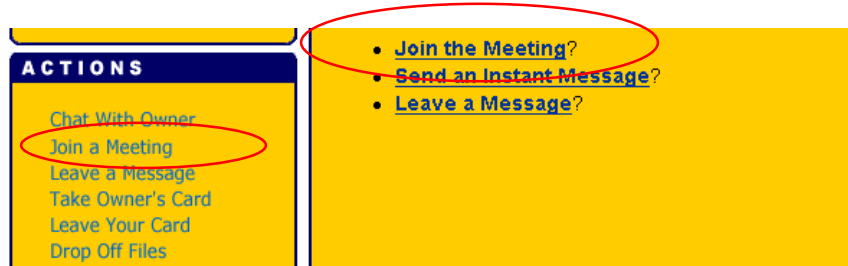 ACTIONS
Chat With Owner
Join a Meeting
Leave a Message
Take Owner's Card
Leave Your Card
Drop Off Files
• Join the Meeting?
• Send an Instant Message?
• Leave a Message?